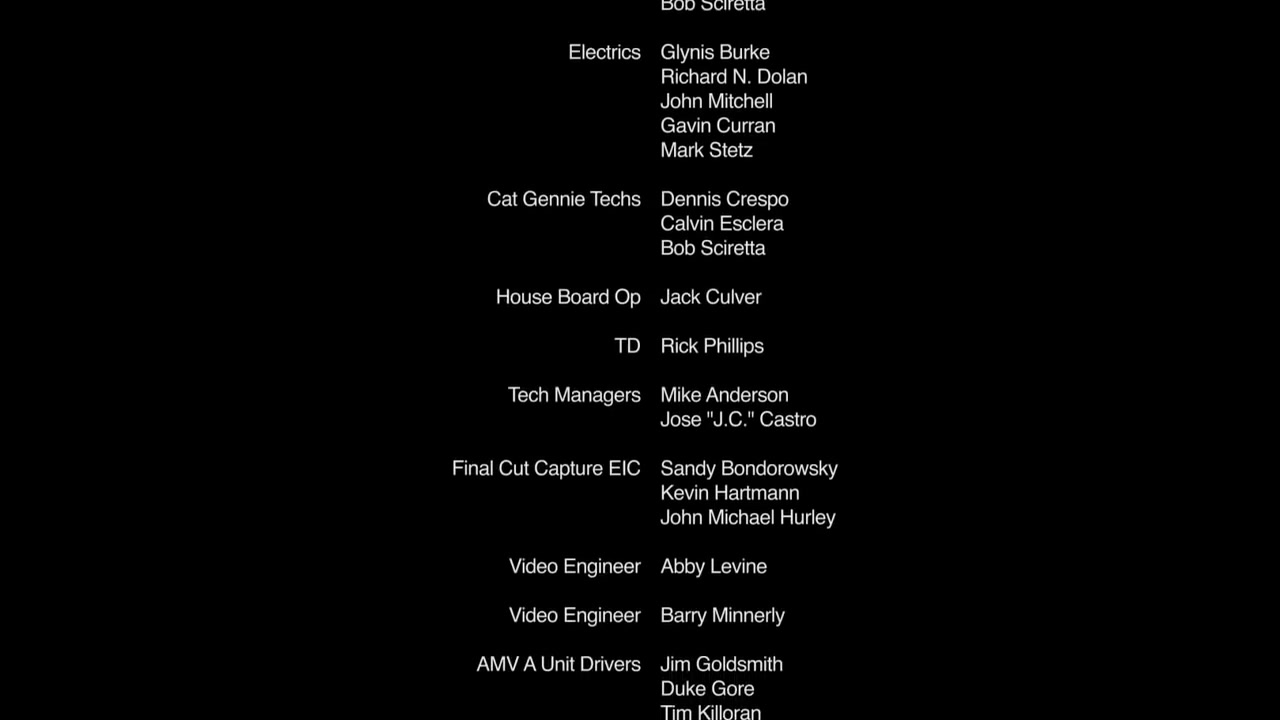 Bob Sciretta
Electrics Glynis Burke
Richard N. Dolan
John Mitchell
Gavin Curran
Mark Stetz
Cat Gennie Techs Dennis Crespo
Calvin Esclera
Bob Sciretta
House Board Op Jack Culver
TD Rick Phillips
Tech Managers Mike Anderson
Jose "J.C." Castro
Final Cut Capture EIC Sandy Bondorowsky
Kevin Hartmann
John Michael Hurley
Video Engineer Abby Levine
Video Engineer Barry Minnerly
AMV A Unit Drivers Jim Goldsmith
Duke Gore
Tim Killoran